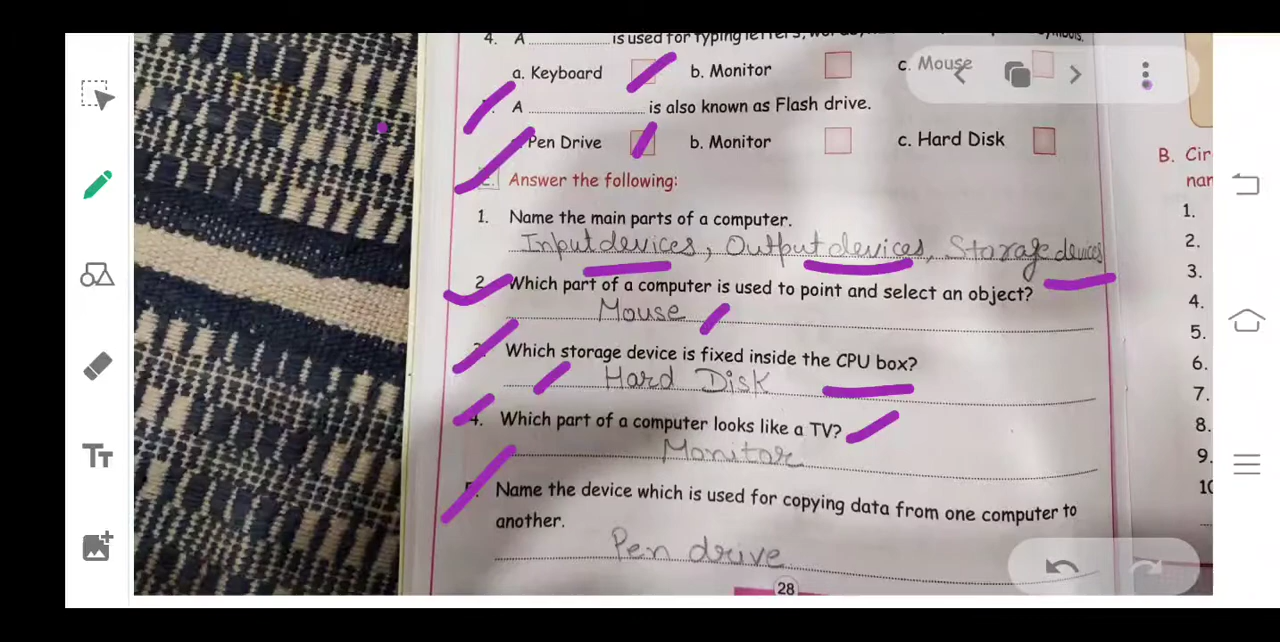 4. A ............ is used for typing letters,
a. Keyboard b. Monitor c. Mouse
A ............ is also known as Flash drive.
Pen Drive b. Monitor c. Hard Disk
Answer the following:
1. Name the main parts of a computer.
Input devices, Output devices, Storage devices
2. Which part of a computer is used to point and select an object?
Mouse
Which storage device is fixed inside the CPU box?
Hard Disk
4. Which part of a computer looks like a TV?
Monitor
Name the device which is used for copying data from one computer to
another.
Pen drive
28
B. Cir
nar
1.
2.
3.
4.
5.
6.
7.
8.
9.
10
TT